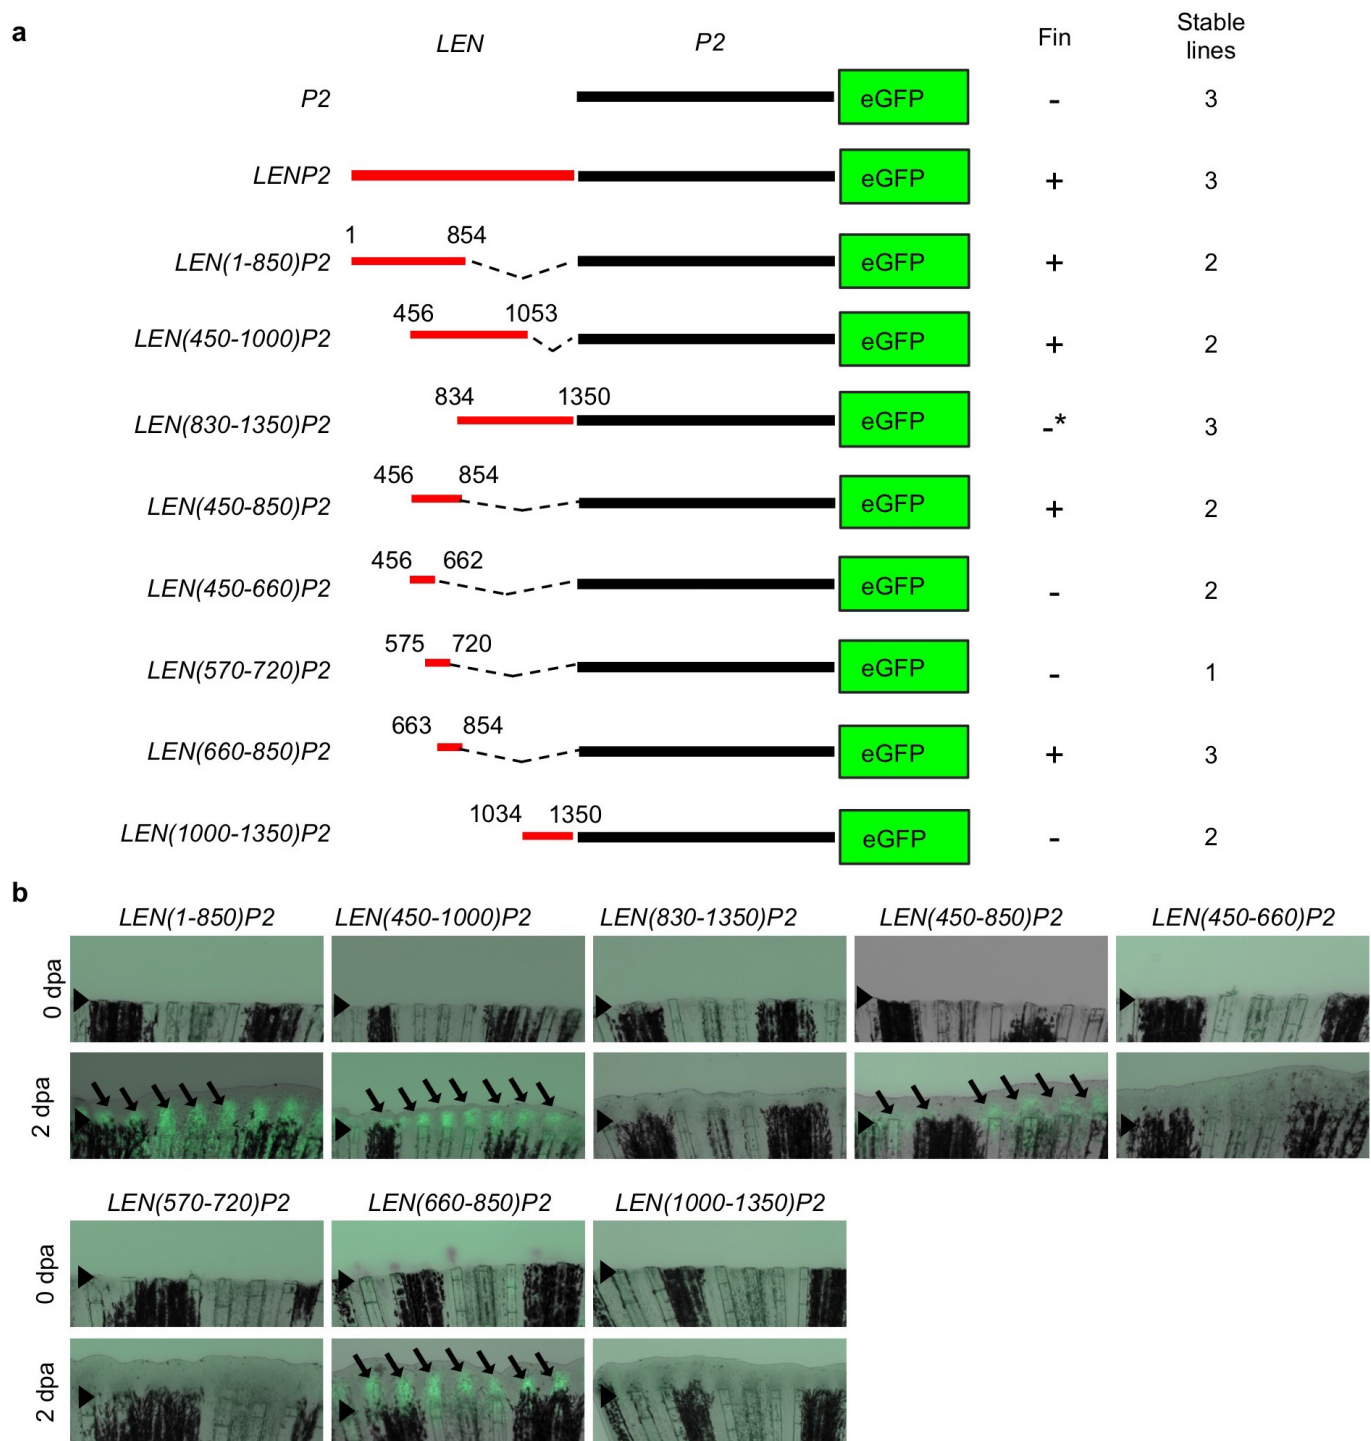 a
LEN P2 Fin Stable lines
P2 eGFP - 3
LENP2 eGFP + 3
1 854
LEN(1-850)P2 eGFP + 2
456 1053
LEN(450-1000)P2 eGFP + 2
834 1350
LEN(830-1350)P2 eGFP -* 3
456 854
LEN(450-850)P2 eGFP + 2
456 662
LEN(450-660)P2 eGFP - 2
575 720
LEN(570-720)P2 eGFP - 1
663 854
LEN(660-850)P2 eGFP + 3
1034 1350
LEN(1000-1350)P2 eGFP - 2
b
LEN(1-850)P2 LEN(450-1000)P2 LEN(830-1350)P2 LEN(450-850)P2 LEN(450-660)P2
0 dpa
2 dpa
LEN(570-720)P2 LEN(660-850)P2 LEN(1000-1350)P2
0 dpa
2 dpa